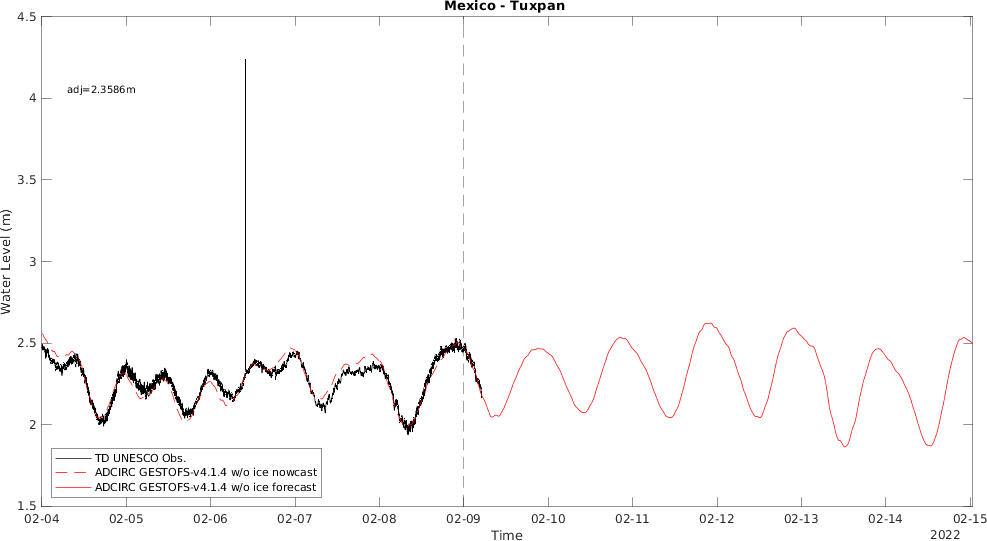 Mexico - Tuxpan
adj=2.3586m
Water Level (m)
4.5
4
3.5
3
2.5
2
1.5
TD UNESCO Obs.
ADCIRC GESTOFS-v4.1.4 w/o ice nowcast
ADCIRC GESTOFS-v4.1.4 w/o ice forecast
02-04 02-05 02-06 02-07 02-08 02-09 02-10 02-11 02-12 02-13 02-14 02-15
Time
2022